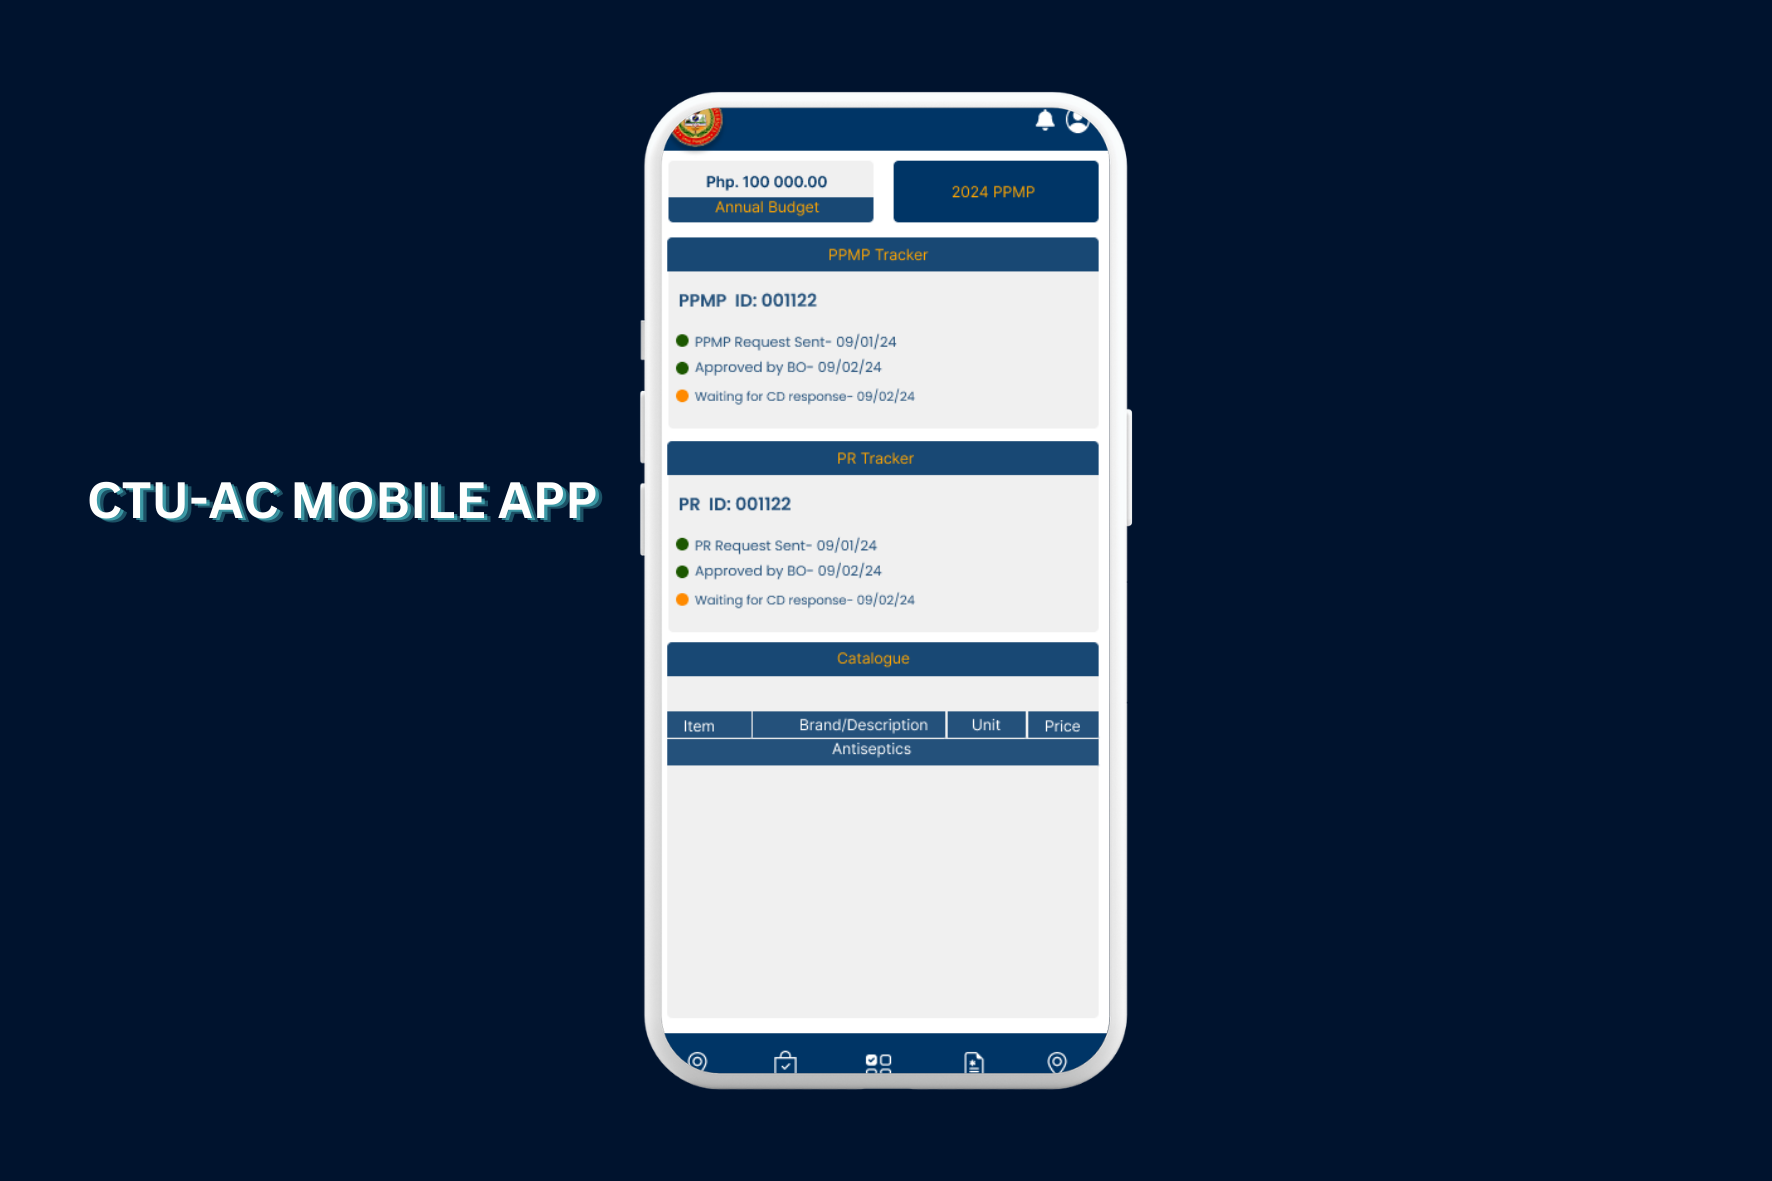 CTU-AC MOBILE APP
Php. 100 000.00
Annual Budget
2024 PPMP
PPMP Tracker
PPMP ID: 001122
PPMP Request Sent- 09/01/24
Approved by BO- 09/02/24
Waiting for CD response- 09/02/24
PR Tracker
PR ID: 001122
PR Request Sent- 09/01/24
Approved by BO- 09/02/24
Waiting for CD response- 09/02/24
Catalogue
Item Brand/Description Unit Price
Antiseptics